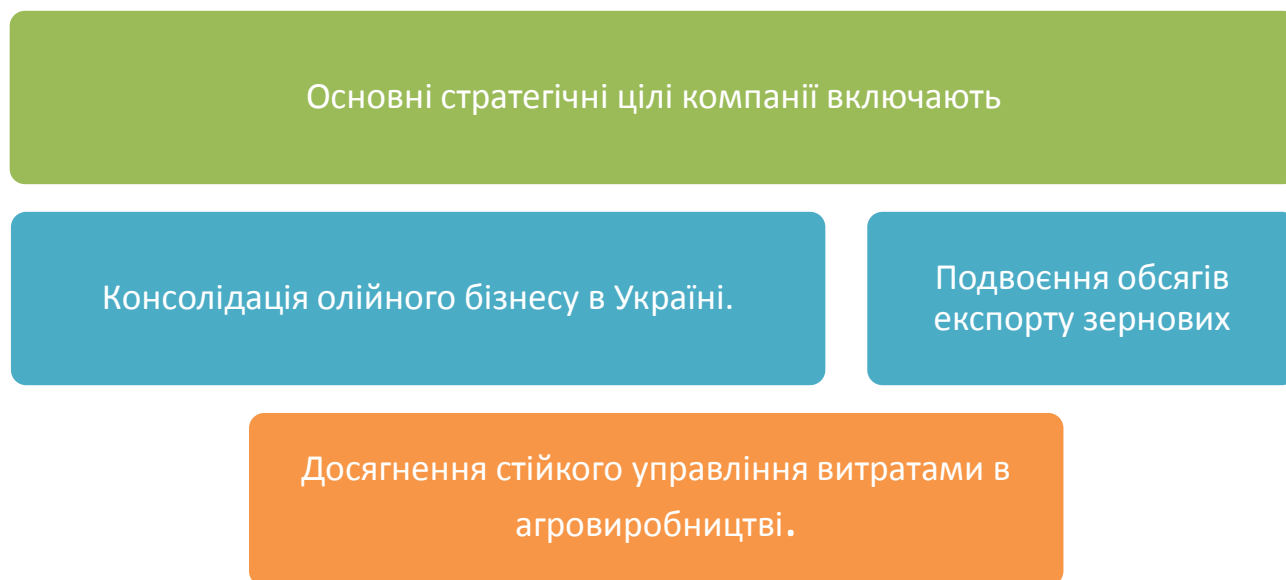 Основні стратегічні цілі компанії включають
Консолідація олійного бізнесу в Україні.
Подвоєння обсягів
експорту зернових
Досягнення стійкого управління витратами в
агровиробництві.